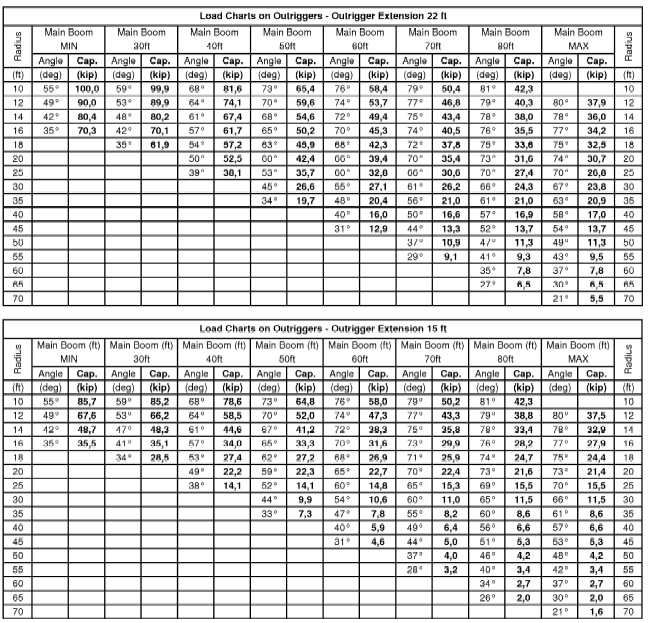 Load Charts on Outriggers - Outrigger Extension 22 ft
Radius Main Boom Main Boom Main Boom Main Boom Main Boom Main Boom Main Boom Main Boom Radius
MIN 30ft 40ft 50ft 60ft 70ft 80ft MAX
Angle Cap. Angle Cap. Angle Cap. Angle Cap. Angle Cap. Angle Cap. Angle Cap. Angle Cap.
(ft) (deg) (kip) (deg) (kip) (deg) (kip) (deg) (kip) (deg) (kip) (deg) (kip) (deg) (kip) (deg) (kip) (ft)
10 55° 100,0 59° 99,9 68° 81,6 73° 65,4 76° 58,4 79° 50,4 81° 42,3 10
12 49° 90,0 53° 89,9 64° 74,1 70° 59,6 74° 53,7 77° 46,8 79° 40,3 80° 37,9 12
14 42° 80,4 48° 80,2 61° 67,4 68° 54,6 72° 49,4 75° 43,4 78° 38,0 78° 36,0 14
16 35° 70,3 42° 70,1 57° 61,7 65° 50,2 70° 45,3 74° 40,5 76° 35,5 77° 34,2 16
18 35° 61,9 54° 57,2 63° 45,9 68° 42,3 72° 37,8 75° 33,6 75° 32,5 18
20 50° 52,5 60° 42,4 66° 39,4 70° 35,4 73° 31,6 74° 30,7 20
25 39° 38,1 53° 35,7 60° 32,8 66° 30,6 70° 27,4 70° 26,8 25
30 45° 26,6 55° 27,1 61° 26,2 66° 24,3 67° 23,8 30
35 34° 19,7 48° 20,4 56° 21,0 61° 21,0 63° 20,9 35
40 40° 16,0 50° 16,6 57° 16,9 58° 17,0 40
45 31° 12,9 44° 13,3 52° 13,7 54° 13,7 45
50 37° 10,9 47° 11,3 49° 11,3 50
55 29° 9,1 41° 9,3 43° 9,5 55
60 35° 7,8 37° 7,8 60
65 27° 6,5 30° 6,5 65
70 21° 5,5 70
Load Charts on Outriggers - Outrigger Extension 15 ft
Radius Main Boom (ft) Main Boom (ft) Main Boom (ft) Main Boom (ft) Main Boom (ft) Main Boom (ft) Main Boom (ft) Main Boom (ft) Radius
MIN 30ft 40ft 50ft 60ft 70ft 80ft MAX
Angle Cap. Angle Cap. Angle Cap. Angle Cap. Angle Cap. Angle Cap. Angle Cap. Angle Cap.
(ft) (deg) (kip) (deg) (kip) (deg) (kip) (deg) (kip) (deg) (kip) (deg) (kip) (deg) (kip) (deg) (kip) (ft)
10 55° 85,7 59° 85,2 68° 78,6 73° 64,8 76° 58,0 79° 50,2 81° 42,3 10
12 49° 67,6 53° 66,2 64° 58,5 70° 52,0 74° 47,3 77° 43,3 79° 38,8 80° 37,5 12
14 42° 48,7 47° 48,3 61° 44,6 67° 41,2 72° 38,3 75° 35,8 78° 33,4 78° 32,9 14
16 35° 35,5 41° 35,1 57° 34,0 65° 33,3 70° 31,6 73° 29,9 76° 28,2 77° 27,9 16
18 34° 28,5 53° 27,4 62° 27,2 68° 26,9 71° 25,9 74° 24,7 75° 24,4 18
20 49° 22,2 59° 22,3 65° 22,7 70° 22,4 73° 21,6 73° 21,4 20
25 38° 14,1 52° 14,1 60° 14,8 65° 15,3 69° 15,5 70° 15,5 25
30 44° 9,9 54° 10,6 60° 11,0 65° 11,5 66° 11,5 30
35 33° 7,3 47° 7,8 55° 8,2 60° 8,6 61° 8,6 35
40 40° 5,9 49° 6,4 56° 6,6 57° 6,6 40
45 31° 4,6 44° 5,0 51° 5,3 53° 5,3 45
50 37° 4,0 46° 4,2 48° 4,2 50
55 28° 3,2 40° 3,4 42° 3,4 55
60 34° 2,7 37° 2,7 60
65 26° 2,0 30° 2,0 65
70 21° 1,6 70